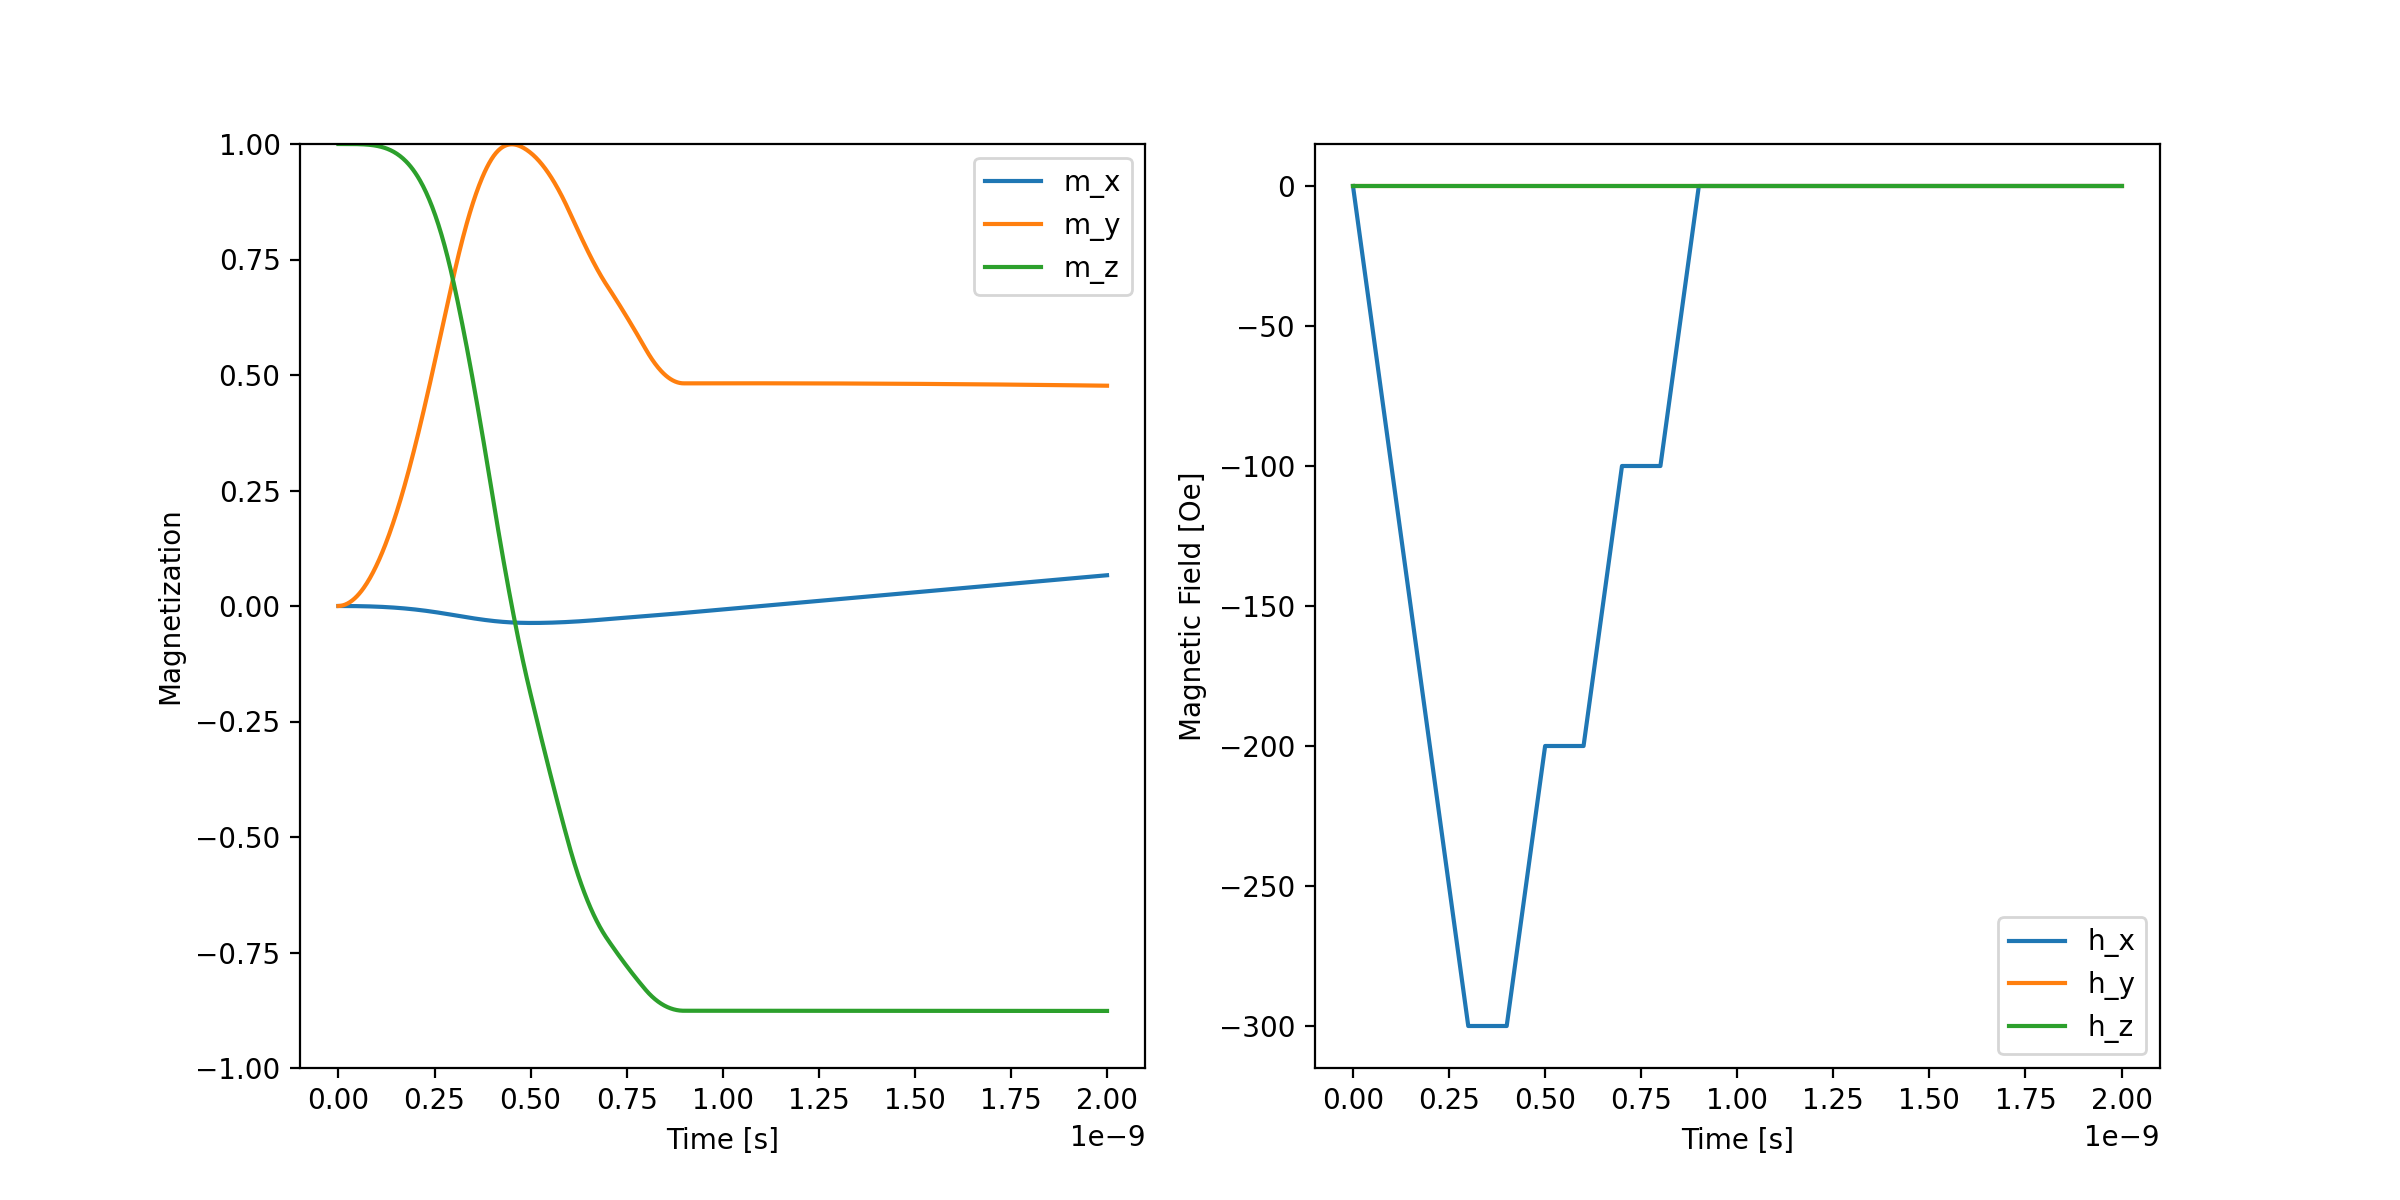 Magnetization
1.00
0.75
0.50
0.25
0.00
−0.25
−0.50
−0.75
−1.00
m_x
m_y
m_z
0.00 0.25 0.50 0.75 1.00 1.25 1.50 1.75 2.00
Time [s]
1e−9
Magnetic Field [Oe]
0
−50
−100
−150
−200
−250
−300
h_x
h_y
h_z
0.00 0.25 0.50 0.75 1.00 1.25 1.50 1.75 2.00
Time [s]
1e−9